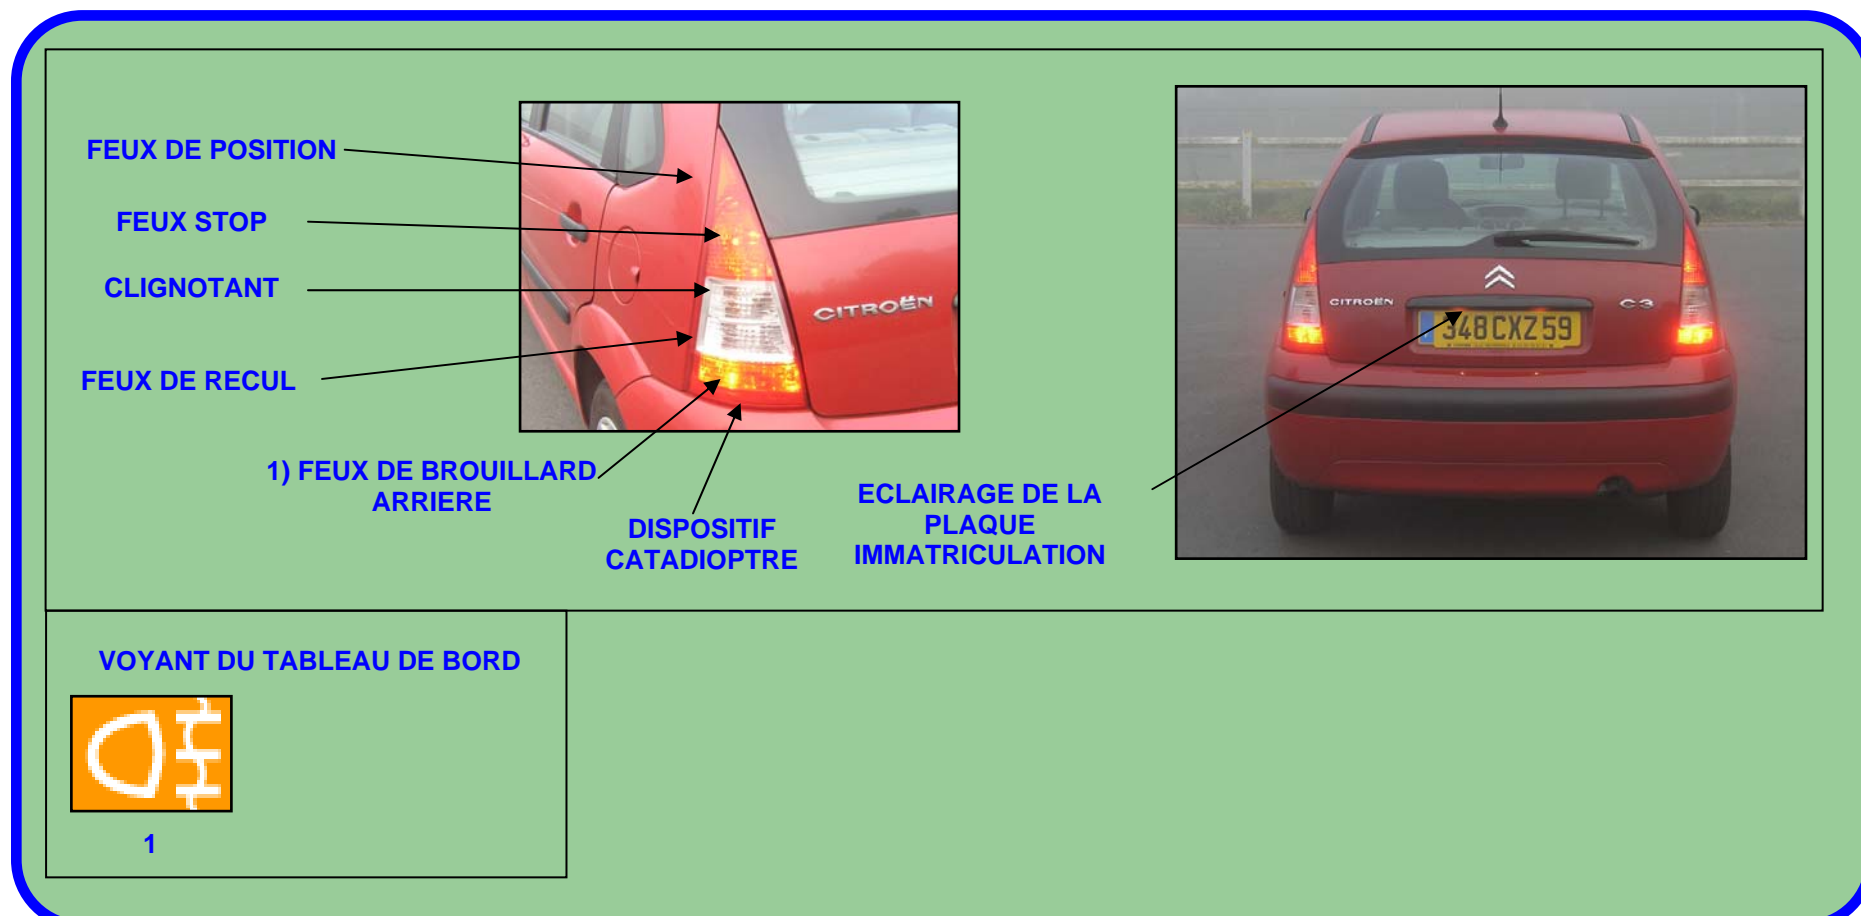 FEUX DE POSITION
FEUX STOP
CLIGNOTANT
FEUX DE RECUL
1) FEUX DE BROUILLARD
ARRIERE
DISPOSITIF
CATADIOPTRE
CITROËN
ECLAIRAGE DE LA
PLAQUE
IMMATRICULATION
CITROËN
C3
348 CXZ 59
VOYANT DU TABLEAU DE BORD
1